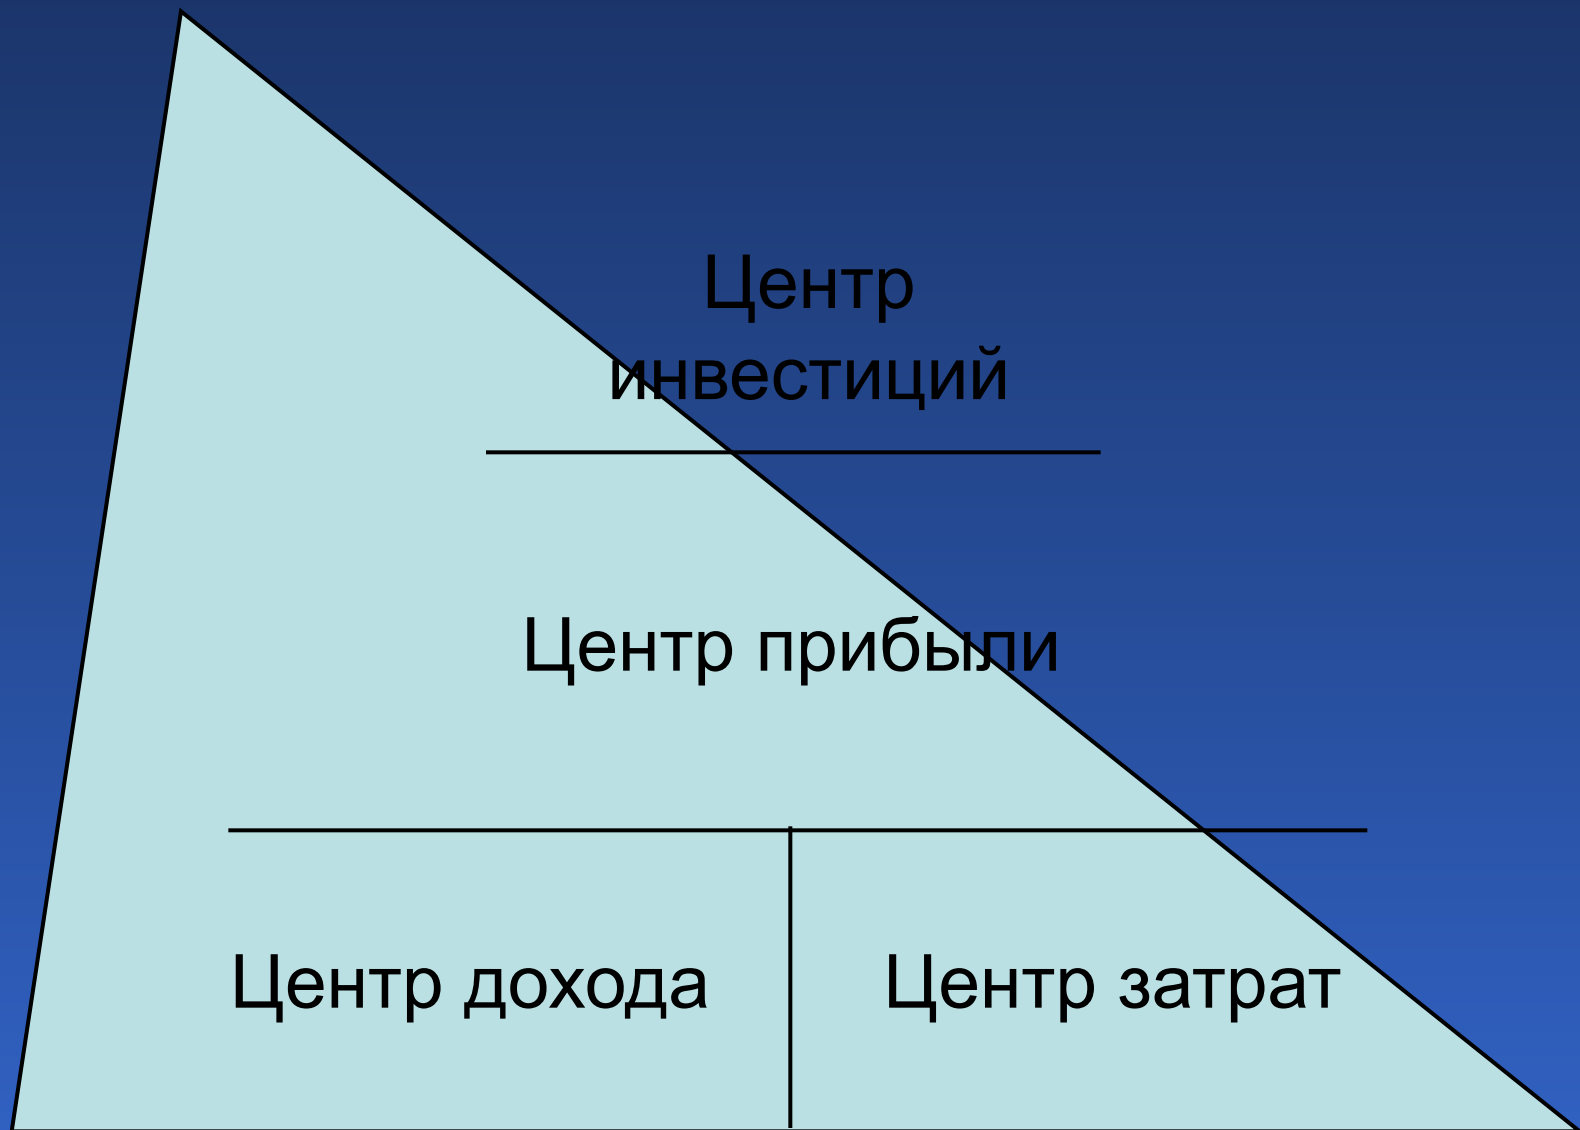 Центр
инвестиций
Центр прибыли
Центр дохода
Центр затрат